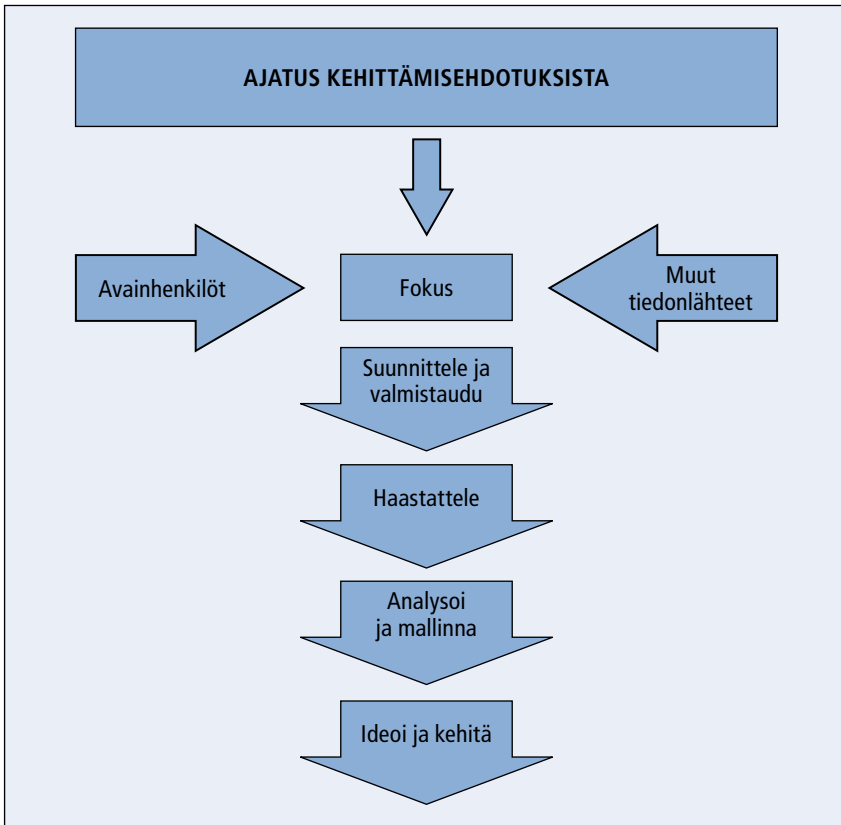 AJATUS KEHITTÄMISEHDOTUKSISTA
Avainhenkilöt
Fokus
Muut
tiedonlähteet
Suunnittele ja
valmistaudu
Haastattele
Analysoi
ja mallinna
Ideoi ja kehitä